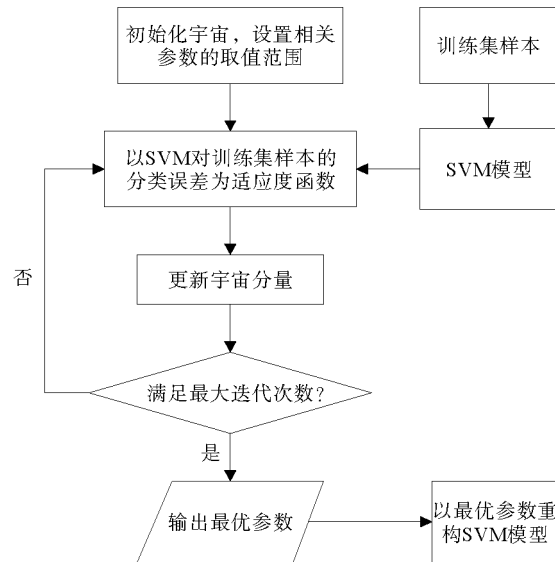 初始化宇宙，设置相关
参数的取值范围
训练集样本
以SVM对训练集样本的
分类误差为适应度函数
SVM模型
否
更新宇宙分量
满足最大迭代次数？
是
输出最优参数
以最优参数重
构SVM模型